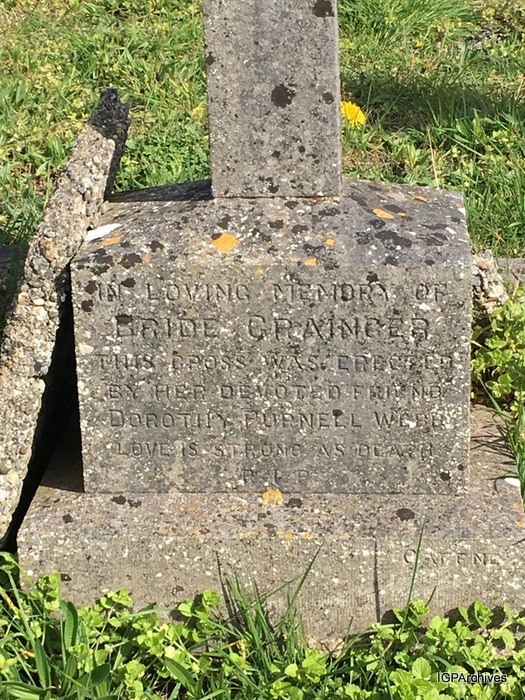 IN LOVING MEMORY OF
BRIDE GRAINGER
THIS CROSS WAS ERECTED
BY HER DEVOTED FRIEND
DOROTHY PURNELL WEBB
LOVE IS STRONG AS DEATH
R.I.P.
IGPArchives